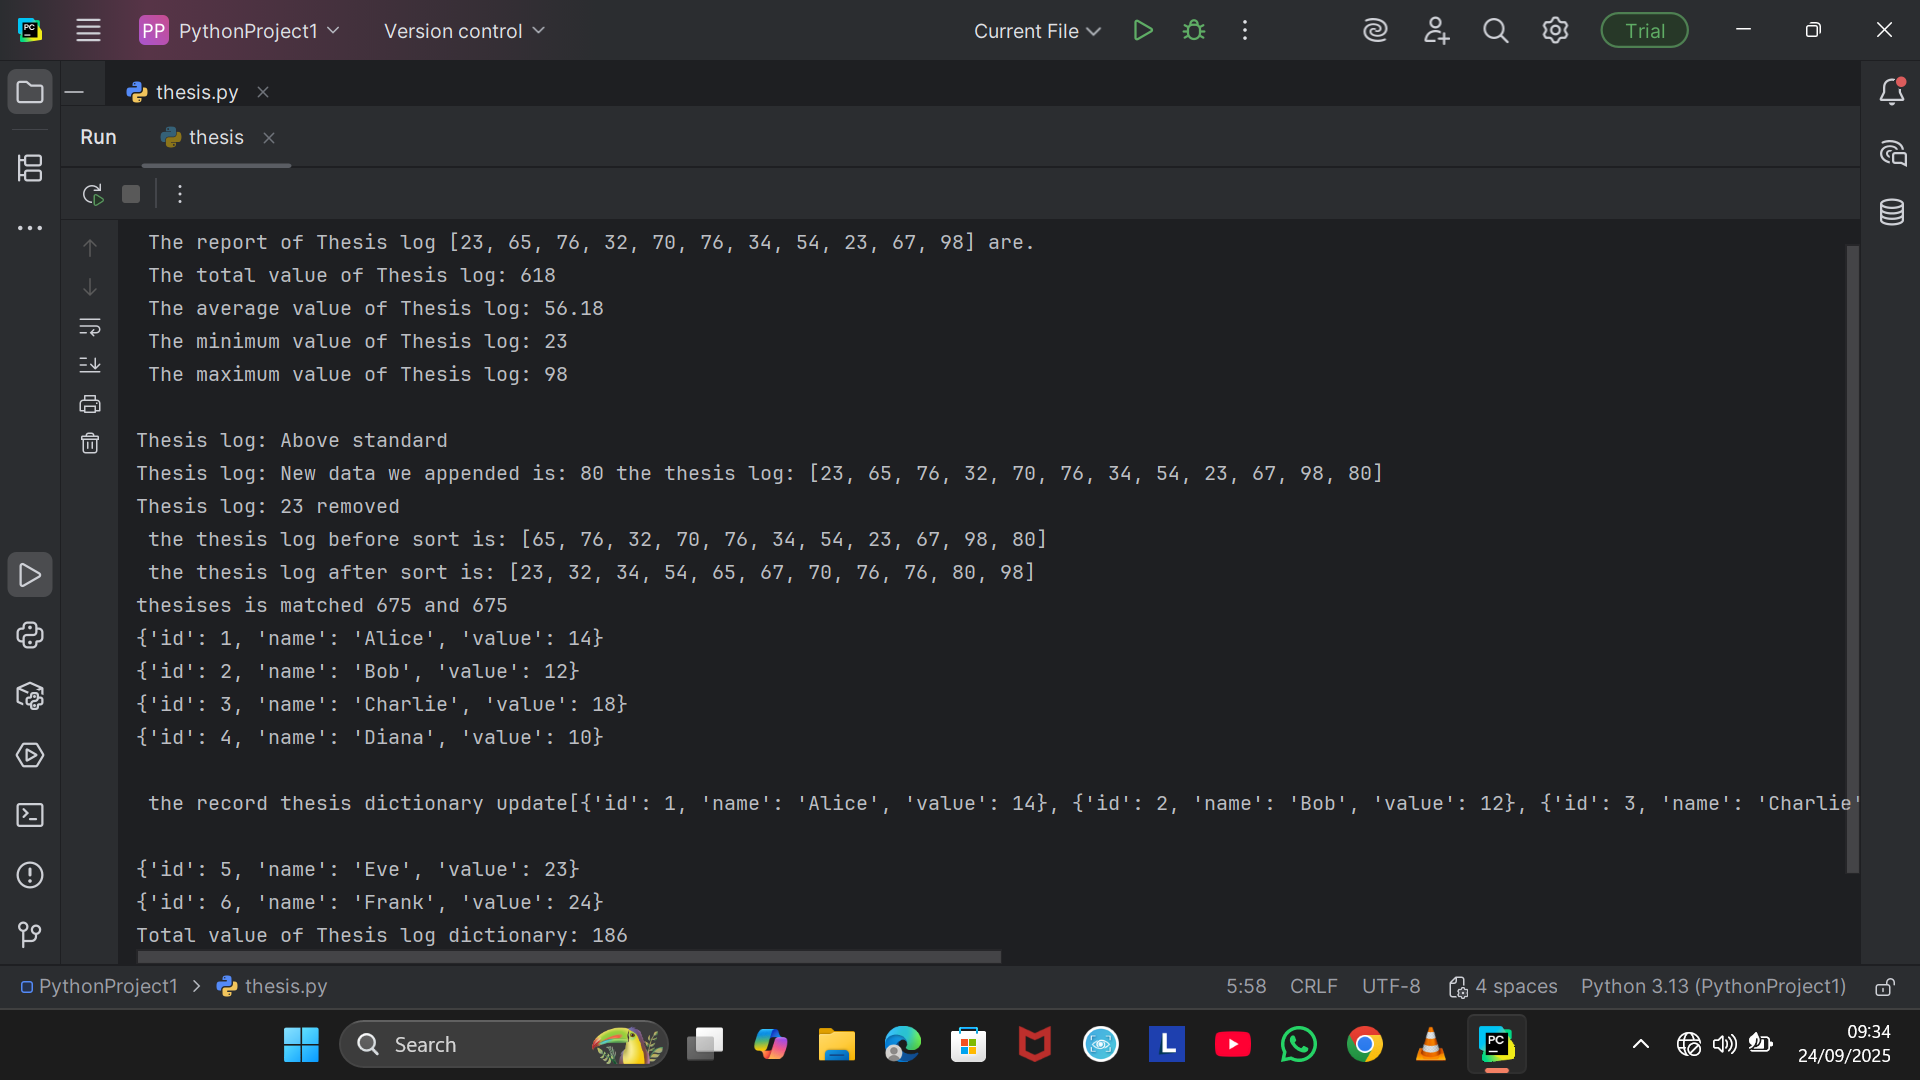 PP PythonProject1 Version control Current File Trial
thesis.py
Run thesis
The report of Thesis log [23, 65, 76, 32, 70, 76, 34, 54, 23, 67, 98] are.
The total value of Thesis log: 618
The average value of Thesis log: 56.18
The minimum value of Thesis log: 23
The maximum value of Thesis log: 98
Thesis log: Above standard
Thesis log: New data we appended is: 80 the thesis log: [23, 65, 76, 32, 70, 76, 34, 54, 23, 67, 98, 80]
Thesis log: 23 removed
the thesis log before sort is: [65, 76, 32, 70, 76, 34, 54, 23, 67, 98, 80]
the thesis log after sort is: [23, 32, 34, 54, 65, 67, 70, 76, 76, 80, 98]
thesises is matched 675 and 675
{'id': 1, 'name': 'Alice', 'value': 14}
{'id': 2, 'name': 'Bob', 'value': 12}
{'id': 3, 'name': 'Charlie', 'value': 18}
{'id': 4, 'name': 'Diana', 'value': 10}
the record thesis dictionary update[{'id': 1, 'name': 'Alice', 'value': 14}, {'id': 2, 'name': 'Bob', 'value': 12}, {'id': 3, 'name': 'Charlie'
{'id': 5, 'name': 'Eve', 'value': 23}
{'id': 6, 'name': 'Frank', 'value': 24}
Total value of Thesis log dictionary: 186
PythonProject1 > thesis.py 5:58 CRLF UTF-8 4 spaces Python 3.13 (PythonProject1)
Search L PC 09:34
24/09/2025